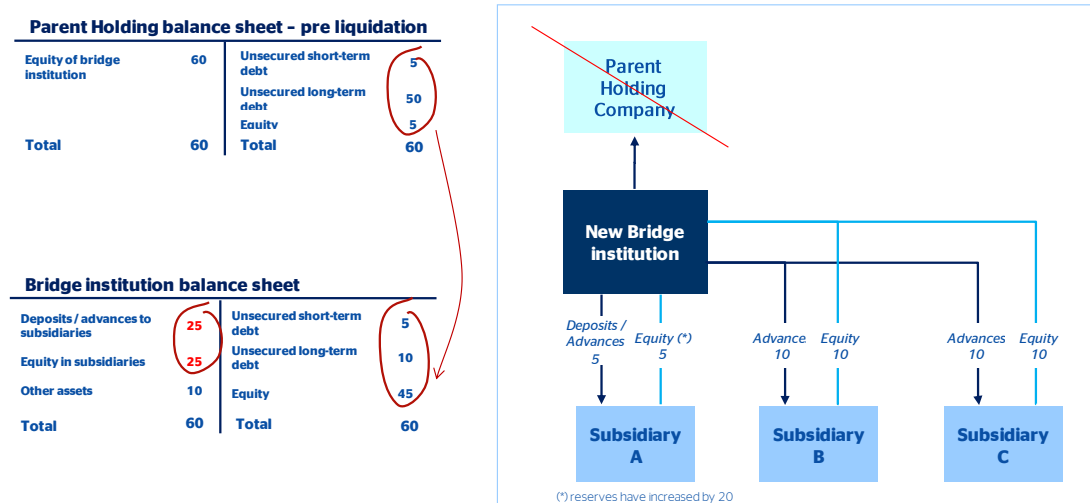 Parent Holding balance sheet – pre liquidation
Equity of bridge
institution
60
Unsecured short-term
debt
5
Unsecured long-term
debt
50
Equity
5
Total
60
Total
60
Bridge institution balance sheet
Deposits / advances to
subsidiaries
25
Unsecured short-term
debt
5
Equity in subsidiaries
25
Unsecured long-term
debt
10
Other assets
10
Equity
45
Total
60
Total
60
Parent
Holding
Company
New Bridge
institution
Deposits /
Advances
5
Equity (*)
5
Advance
10
Equity
10
Advances
10
Equity
10
Subsidiary
A
Subsidiary
B
Subsidiary
C
(*) reserves have increased by 20